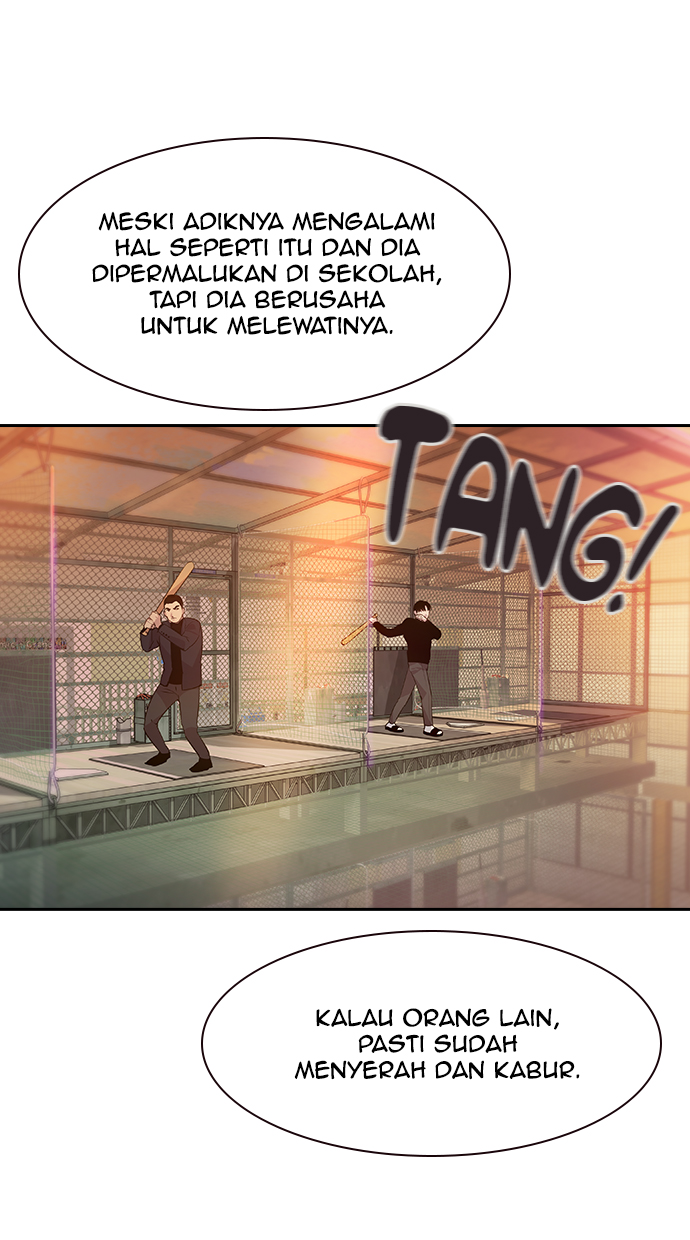 MESKI ADIKNYA MENGALAMI
HAL SEPERTI ITU DAN DIA
DIPERMALUKAN DI SEKOLAH,
TAPI DIA BERUSAHA
UNTUK MELEWATINYA.
TANG!
KALAU ORANG LAIN,
PASTI SUDAH
MENYERAH DAN KABUR.